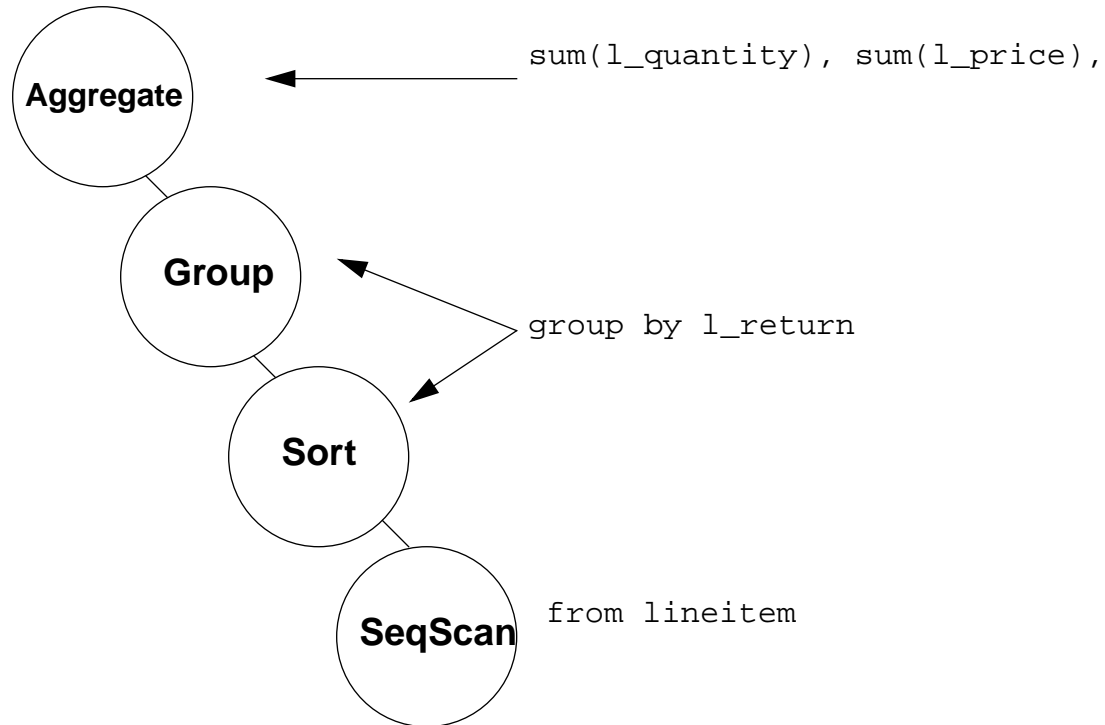 sum(l_quantity), sum(l_price),
Aggregate
Group
group by l_return
Sort
from lineitem
SeqScan